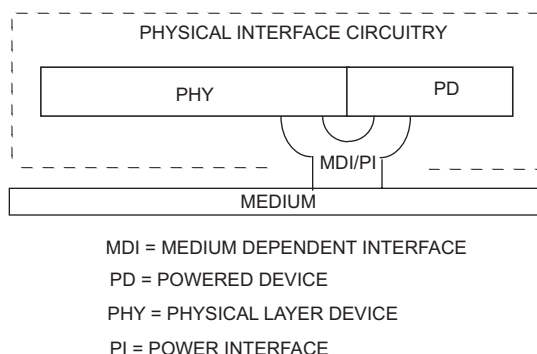 PHYSICAL INTERFACE CIRCUITRY
PHY
PD
MDI/PI
MEDIUM
MDI = MEDIUM DEPENDENT INTERFACE
PD = POWERED DEVICE
PHY = PHYSICAL LAYER DEVICE
PI = POWER INTERFACE